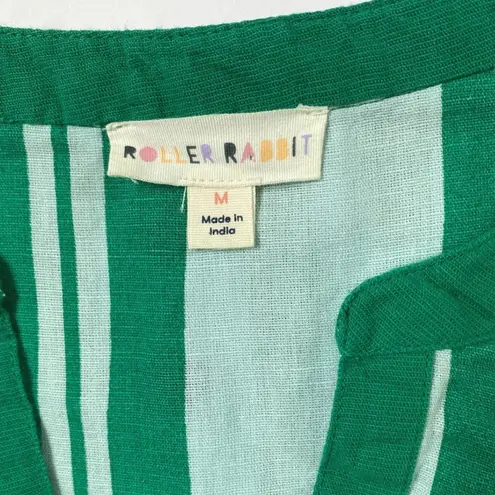 ROLLER RABBIT
M
Made in
India